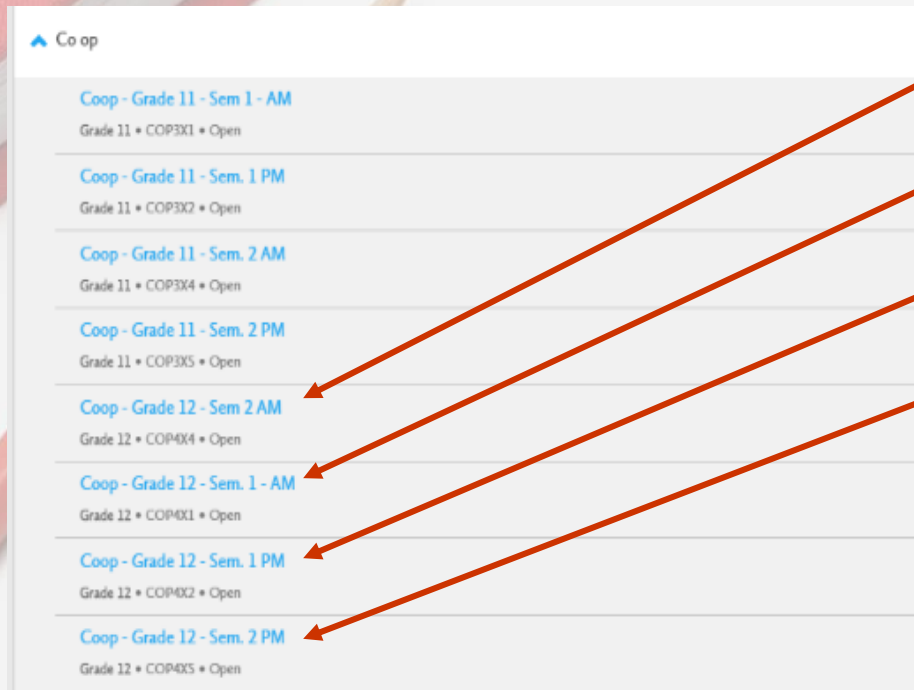 Co op
Coop - Grade 11 - Sem 1 - AM
Grade 11 • COP3X1 • Open
Coop - Grade 11 - Sem. 1 PM
Grade 11 • COP3X2 • Open
Coop - Grade 11 - Sem. 2 AM
Grade 11 • COP3X4 • Open
Coop - Grade 11 - Sem. 2 PM
Grade 11 • COP3X5 • Open
Coop - Grade 12 - Sem 2 AM
Grade 12 • COP4X4 • Open
Coop - Grade 12 - Sem. 1 - AM
Grade 12 • COP4X1 • Open
Coop - Grade 12 - Sem. 1 PM
Grade 12 • COP4X2 • Open
Coop - Grade 12 - Sem. 2 PM
Grade 12 • COP4X5 • Open